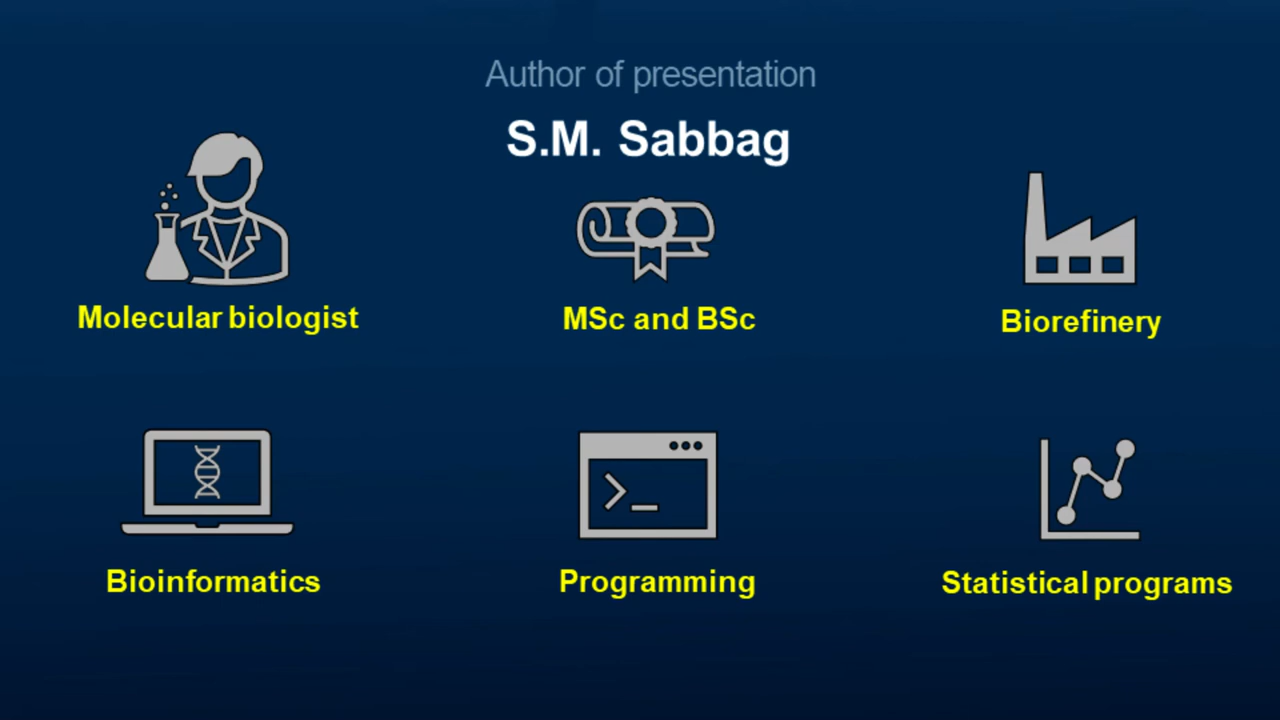 Author of presentation
S.M. Sabbag
Molecular biologist
MSc and BSc
Biorefinery
Bioinformatics
Programming
Statistical programs